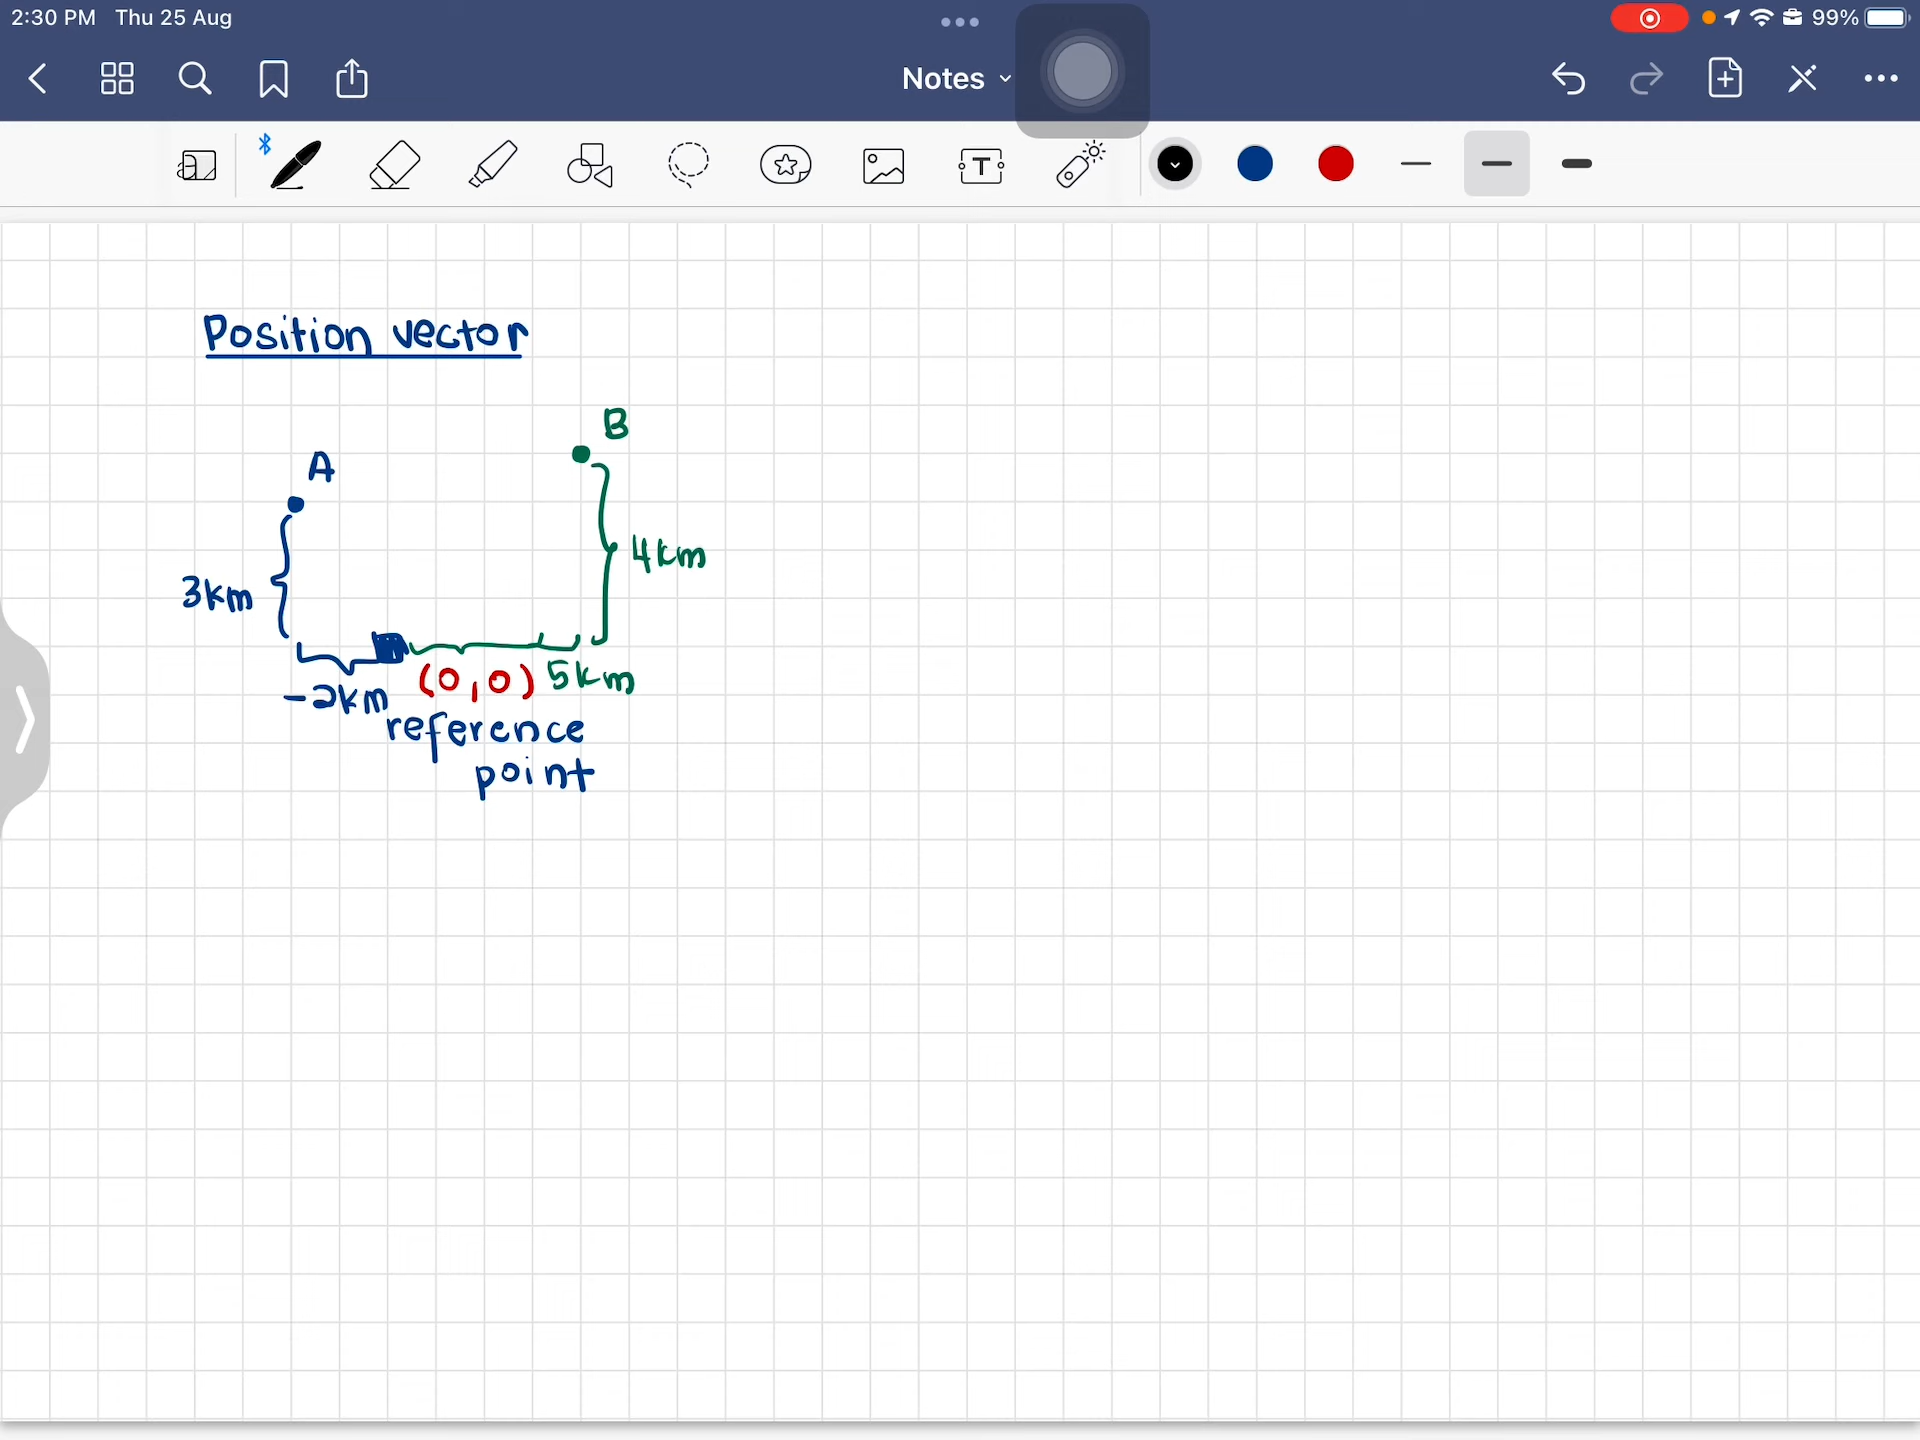 2:30 PM Thu 25 Aug
99%
Notes
T
Position vector
B
A
4km
3km
(0,0) 5km
-2km
reference
point